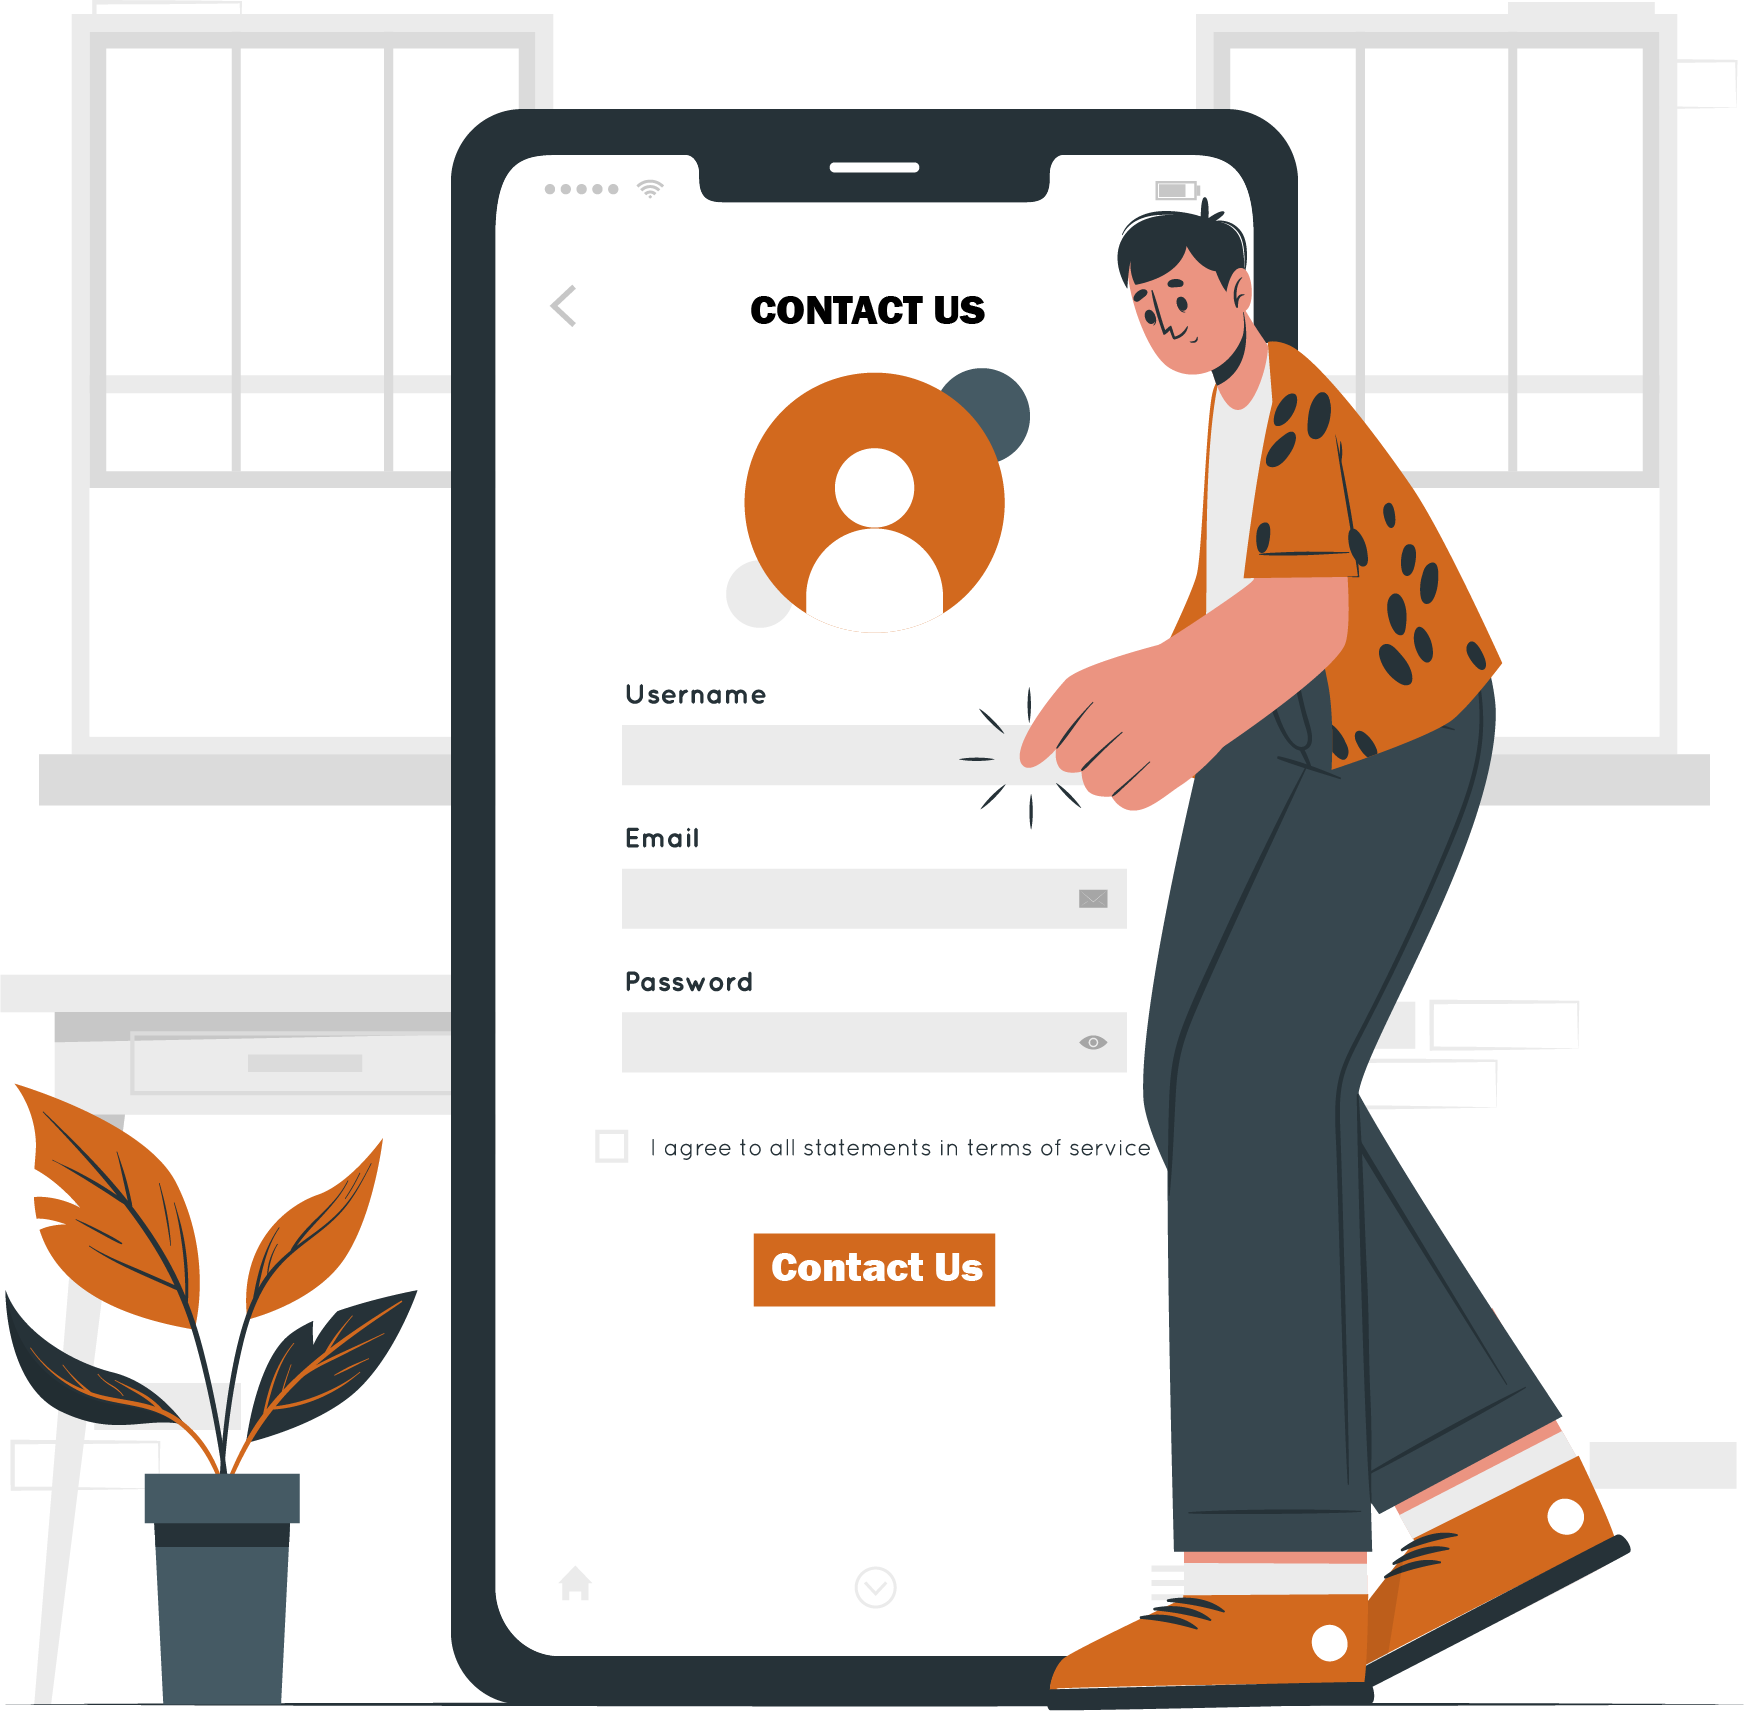 CONTACT US
Username
Email
Password
I agree to all statements in terms of service
Contact Us